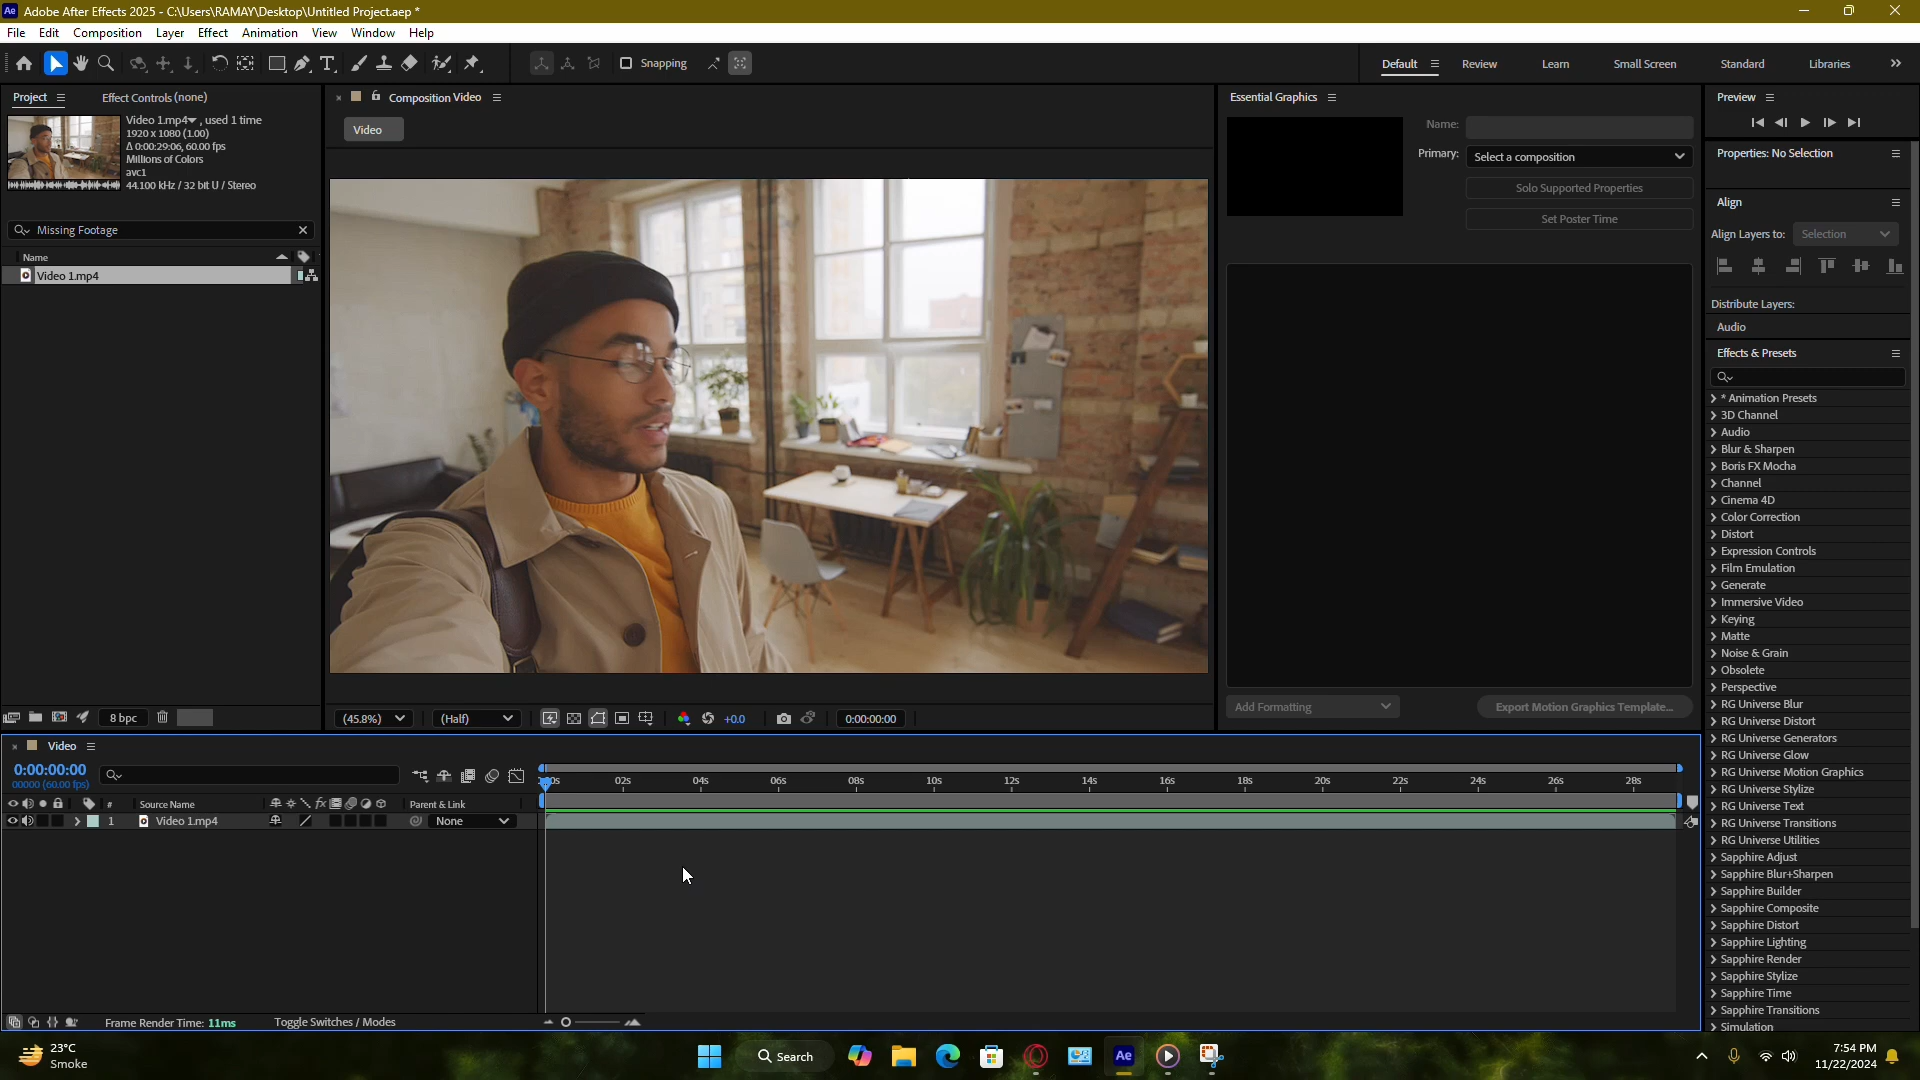 Ae Adobe After Effects 2025 - C:\Users\RAMAY\Desktop\Untitled Project.aep *
File Edit Composition Layer Effect Animation View Window Help
Snapping
Default Review Learn Small Screen Standard Libraries
Project Effect Controls (none)
Video 1.mp4 , used 1 time
1920 x 1080 (1.00)
Δ 0:00:29:06, 60.00 fps
Millions of Colors
avc1
44.100 kHz / 32 bit U / Stereo
Missing Footage
Name
Video 1.mp4
8 bpc
Composition Video
Video
(45.8%) (Half) +0.0 0:00:00:00
Essential Graphics
Name:
Primary: Select a composition
Solo Supported Properties
Set Poster Time
Add Formatting Export Motion Graphics Template...
Preview
Properties: No Selection
Align
Align Layers to: Selection
Distribute Layers:
Audio
Effects & Presets
* Animation Presets
3D Channel
Audio
Blur & Sharpen
Boris FX Mocha
Channel
Cinema 4D
Color Correction
Distort
Expression Controls
Film Emulation
Generate
Immersive Video
Keying
Matte
Noise & Grain
Obsolete
Perspective
RG Universe Blur
RG Universe Distort
RG Universe Generators
RG Universe Glow
RG Universe Motion Graphics
RG Universe Stylize
RG Universe Text
RG Universe Transitions
RG Universe Utilities
Sapphire Adjust
Sapphire Blur+Sharpen
Sapphire Builder
Sapphire Composite
Sapphire Distort
Sapphire Lighting
Sapphire Render
Sapphire Stylize
Sapphire Time
Sapphire Transitions
Simulation
Video
0:00:00:00
00000 (60.00 fps)
02s 04s 06s 08s 10s 12s 14s 16s 18s 20s 22s 24s 26s 28s
# Source Name fx Parent & Link
1 Video 1.mp4 None
Frame Render Time: 11ms Toggle Switches / Modes
23°C
Smoke
Search
Ae
7:54 PM
11/22/2024